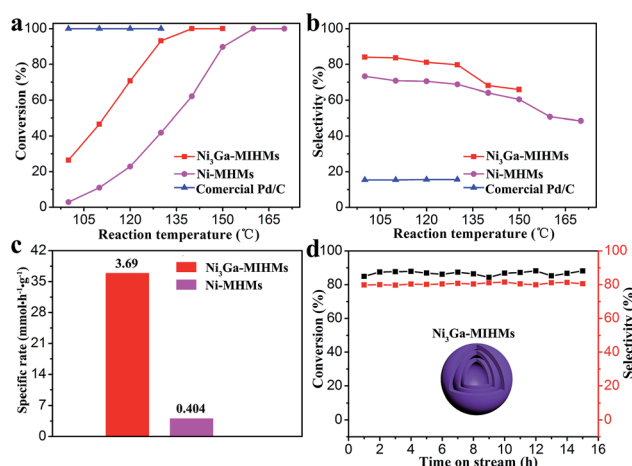 a
Conversion (%)
100
80
60
40
20
0
Ni3Ga-MIHMs
Ni-MHMs
Comercial Pd/C
105 120 135 150 165
Reaction temperature (℃)
b
Selectivity (%)
100
80
60
40
20
0
Ni3Ga-MIHMs
Ni-MHMs
Comercial Pd/C
105 120 135 150 165
Reaction temperature (℃)
c
Specific rate (mmol•h-1•g-1)
42
35
28
21
14
7
0
3.69
0.404
Ni3Ga-MIHMs
Ni-MHMs
d
Conversion (%)
100
80
60
40
20
0
Ni3Ga-MIHMs
0 2 4 6 8 10 12 14 16
Time on stream (h)
100
80
60
40
20
0
Selectivity (%)